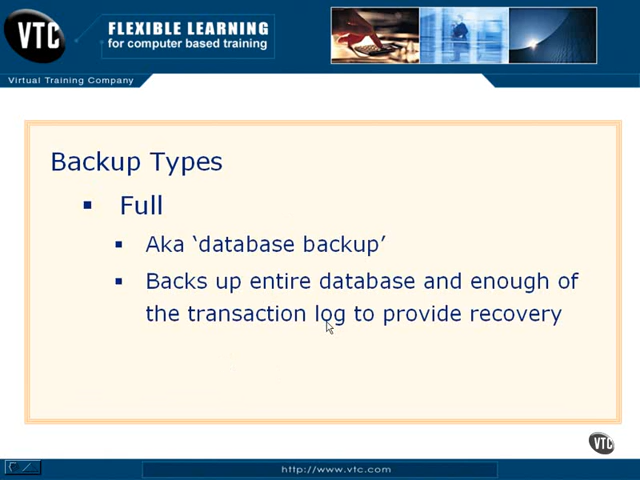 VTC
FLEXIBLE LEARNING
for computer based training
Virtual Training Company
Backup Types
▪ Full
▪ Aka ‘database backup’
▪ Backs up entire database and enough of
the transaction log to provide recovery
VTC
http://www.vtc.com